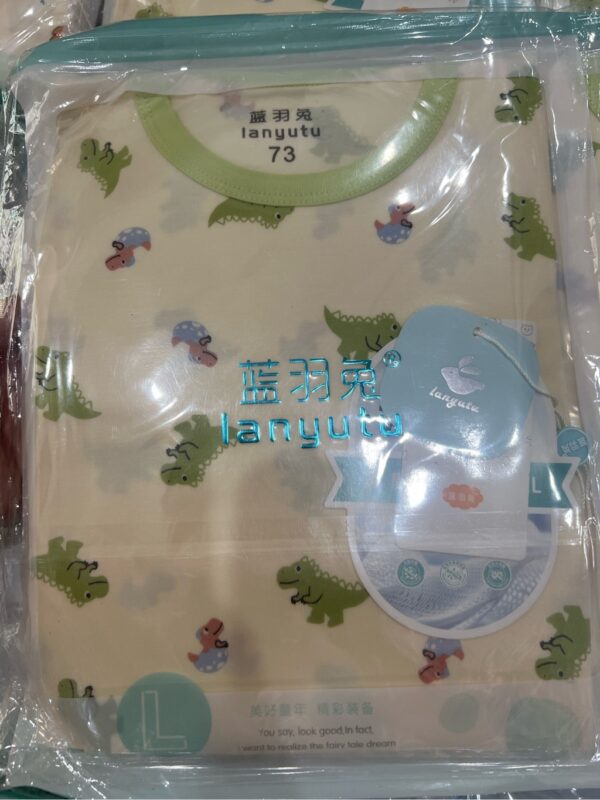 蓝羽兔
lanyutu
73
蓝羽兔®
lanyutu
lanyutu
L
L
美好童年 精彩装备
You say, look good,In fact,
I want to realize the fairy tale dream